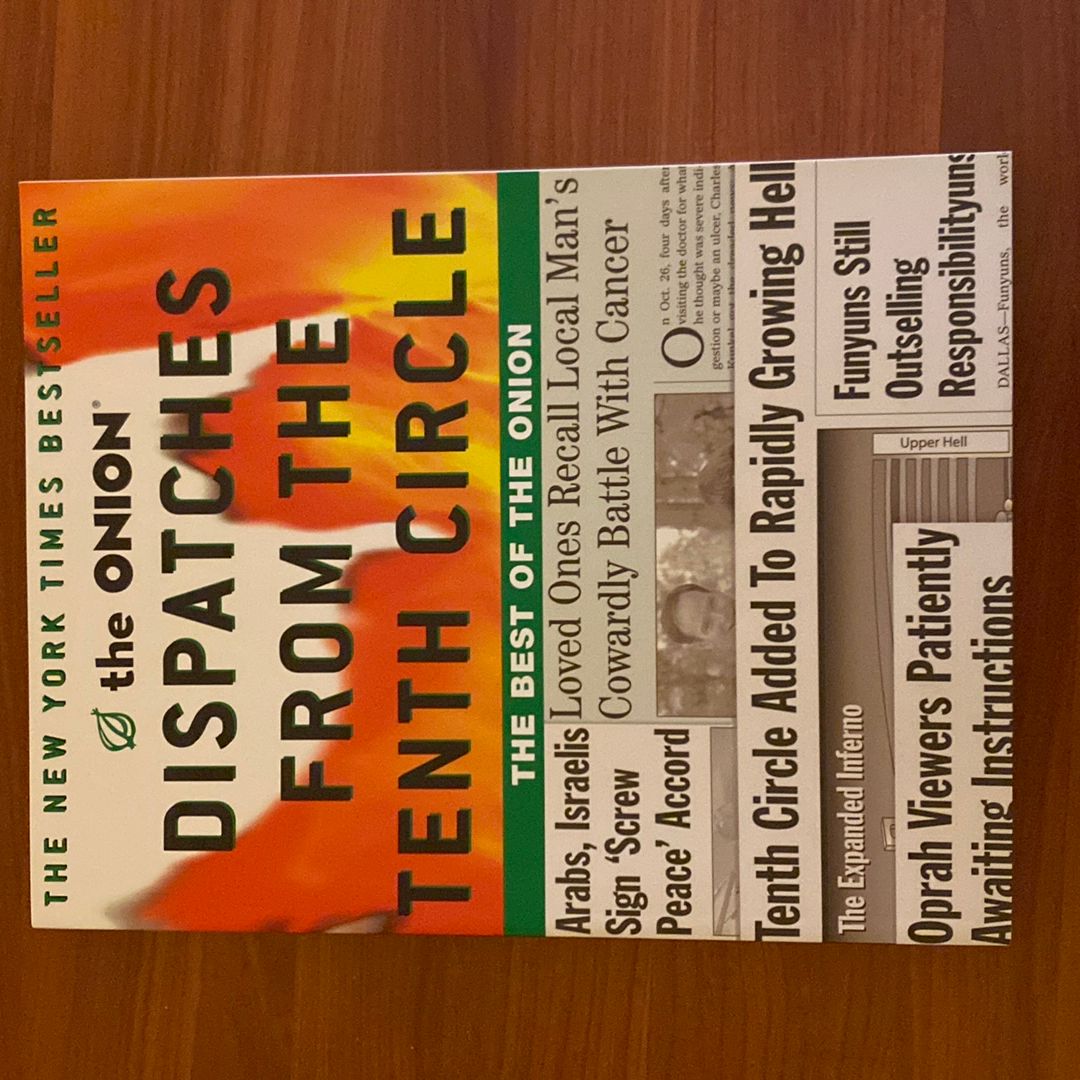 THE NEW YORK TIMES BESTSELLER
the ONION®
DISPATCHES
FROM THE
TENTH CIRCLE
THE BEST OF THE ONION
Arabs, Israelis
Sign ‘Screw
Peace’ Accord
Loved Ones Recall Local Man’s
Cowardly Battle With Cancer
On Oct. 26, four days after
visiting the doctor for what
he thought was severe indi
gestion or maybe an ulcer, Charles
Tenth Circle Added To Rapidly Growing Hell
The Expanded Inferno
Upper Hell
Oprah Viewers Patiently
Awaiting Instructions
Funyuns Still
Outselling
Responsibilityuns
DALLAS—Funyuns, the worl